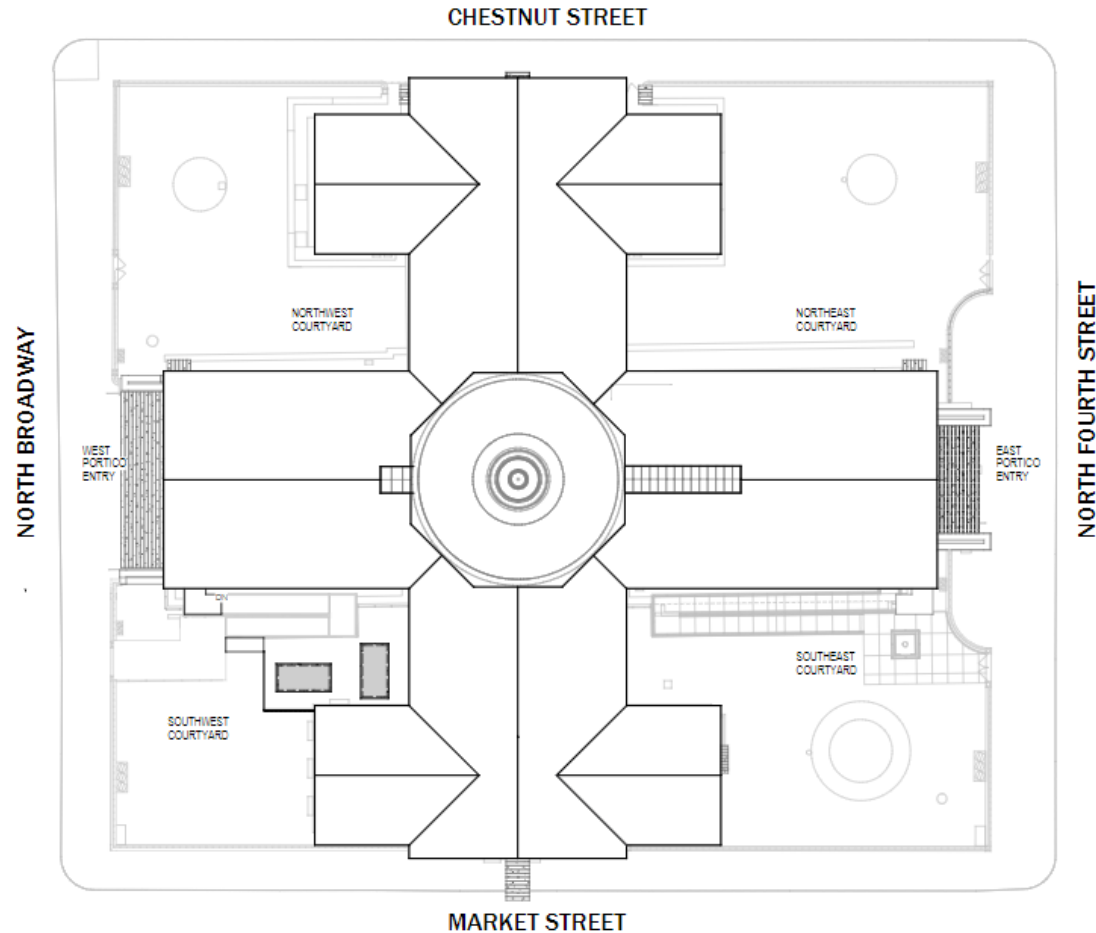 CHESTNUT STREET
NORTHWEST
COURTYARD
NORTHEAST
COURTYARD
NORTH BROADWAY
NORTH FOURTH STREET
WEST
PORTICO
ENTRY
EAST
PORTICO
ENTRY
DN
SOUTHEAST
COURTYARD
SOUTHWEST
COURTYARD
MARKET STREET